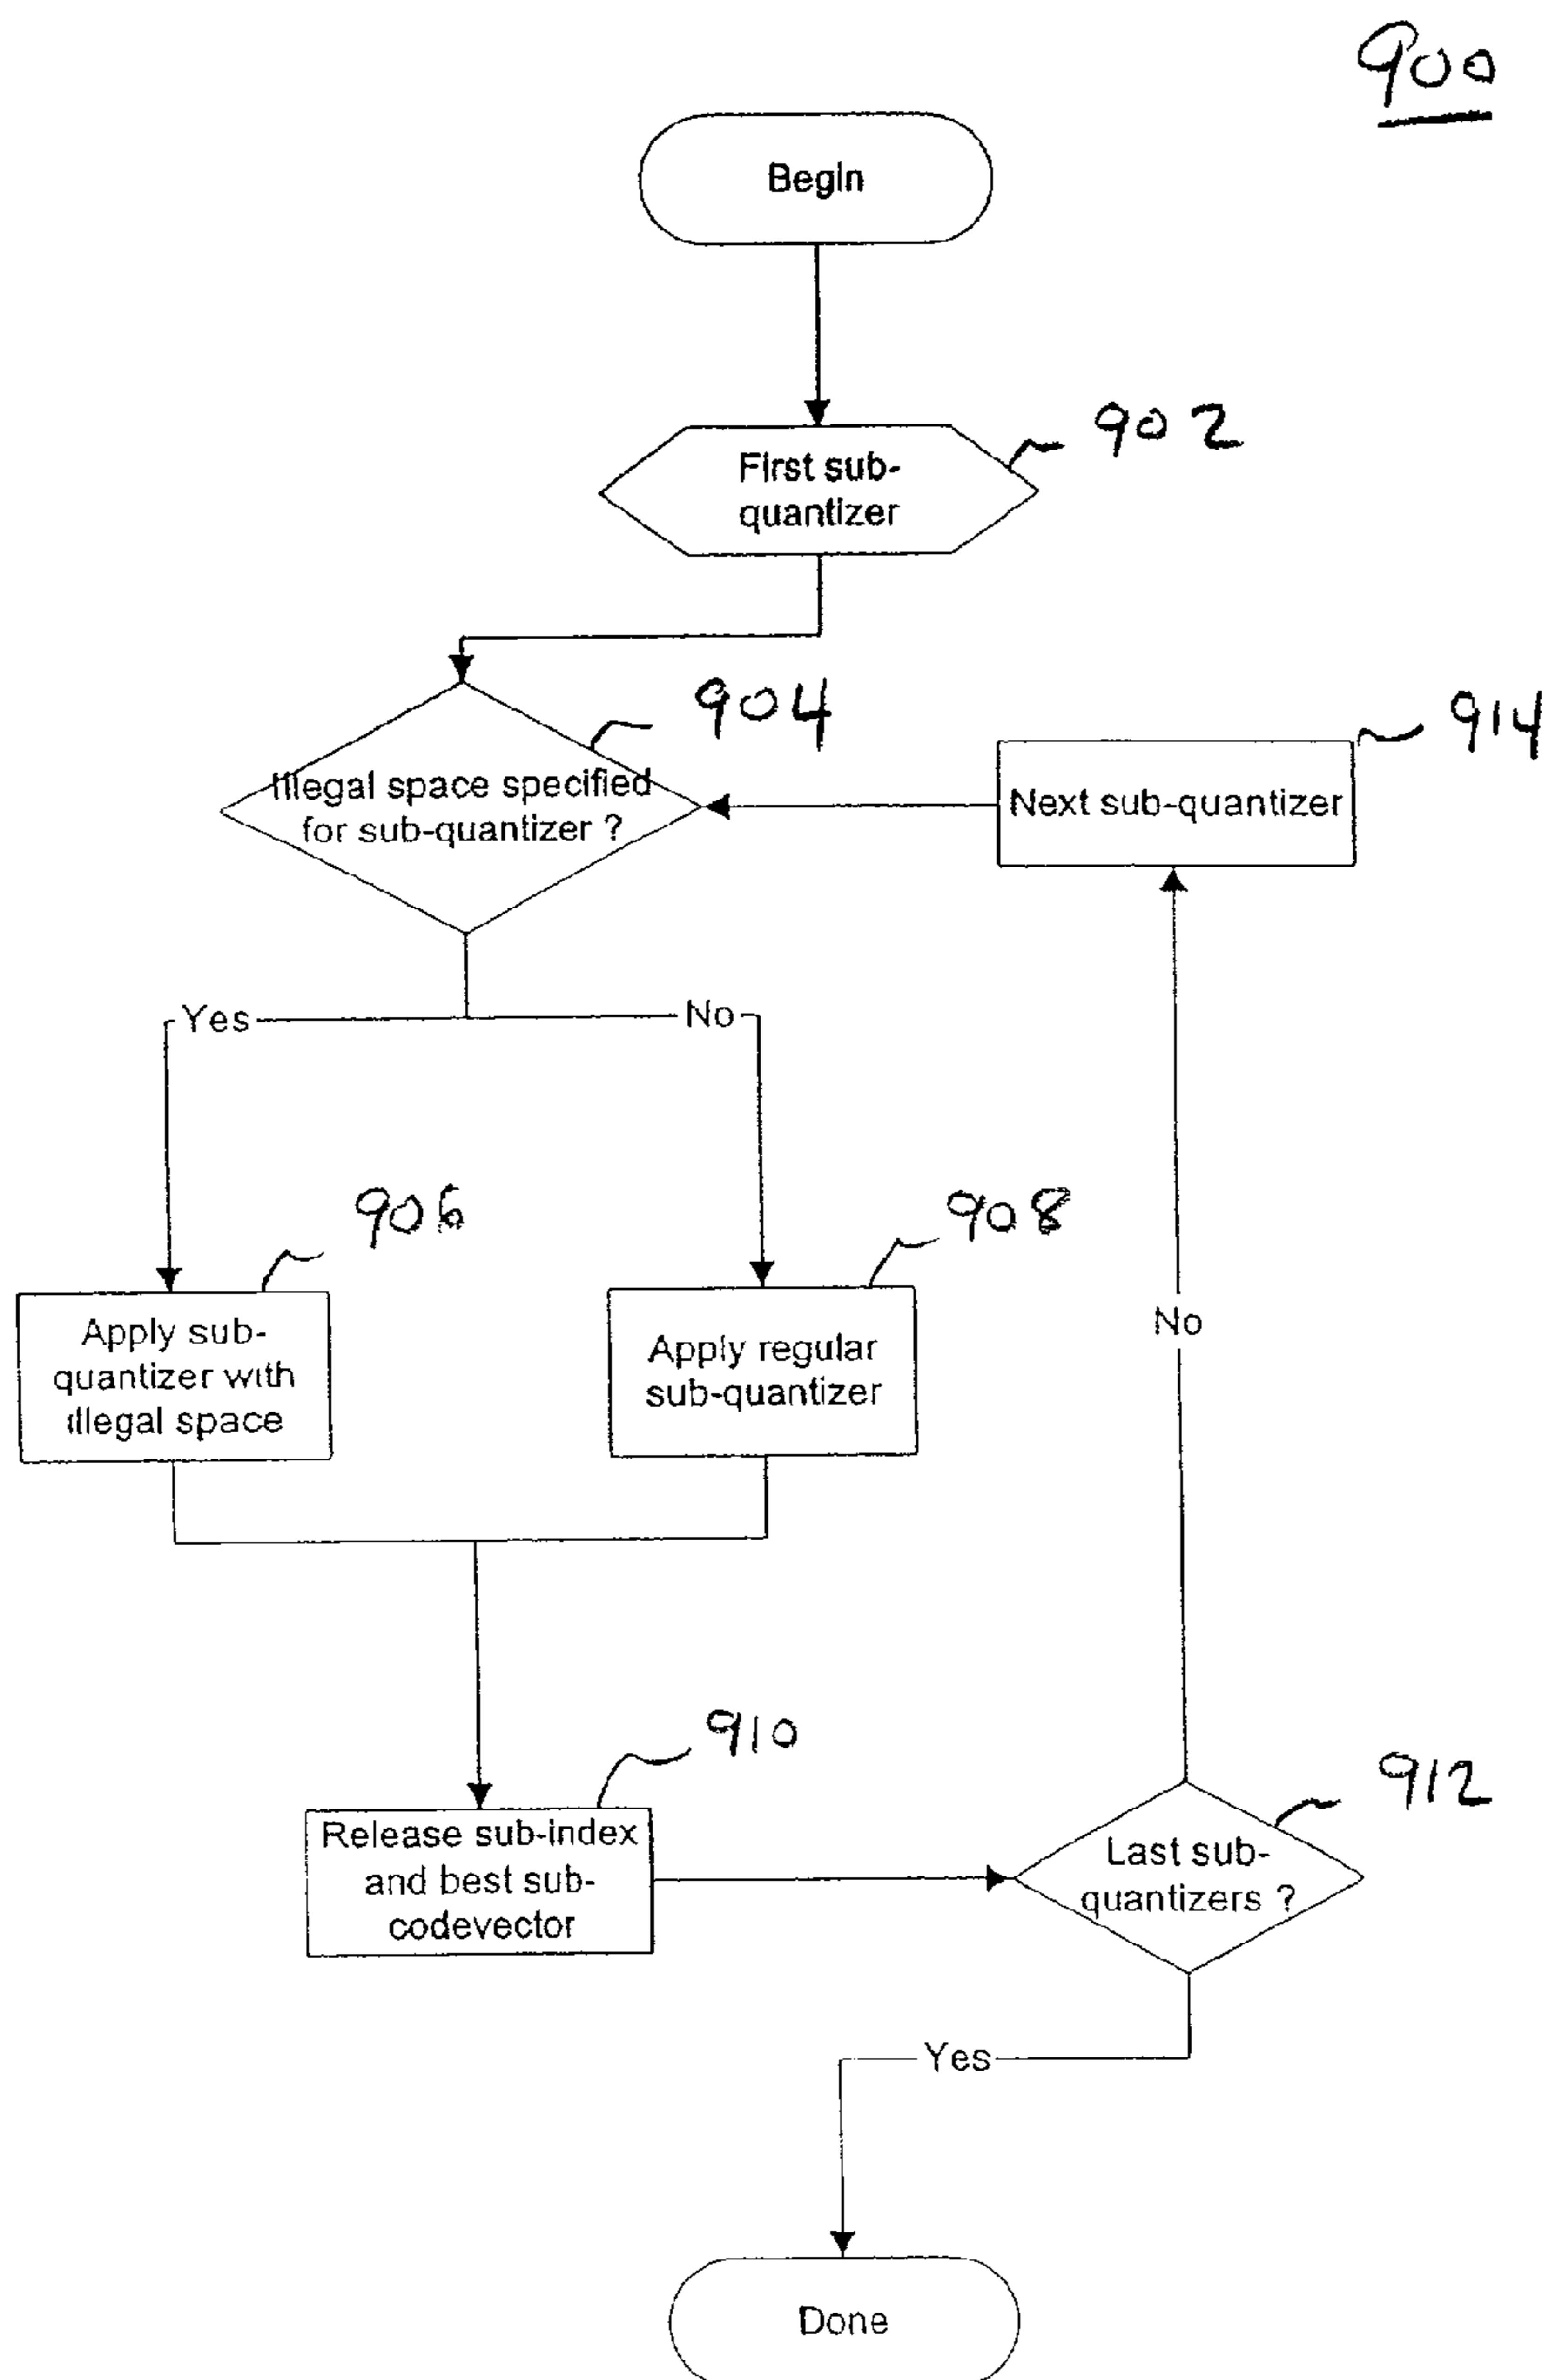 900
Begin
902
First sub-
quantizer
904
914
Illegal space specified
for sub-quantizer ?
Next sub-quantizer
Yes
No
906
908
Apply sub-
quantizer with
illegal space
Apply regular
sub-quantizer
No
910
912
Release sub-index
and best sub-
codevector
Last sub-
quantizers ?
Yes
Done